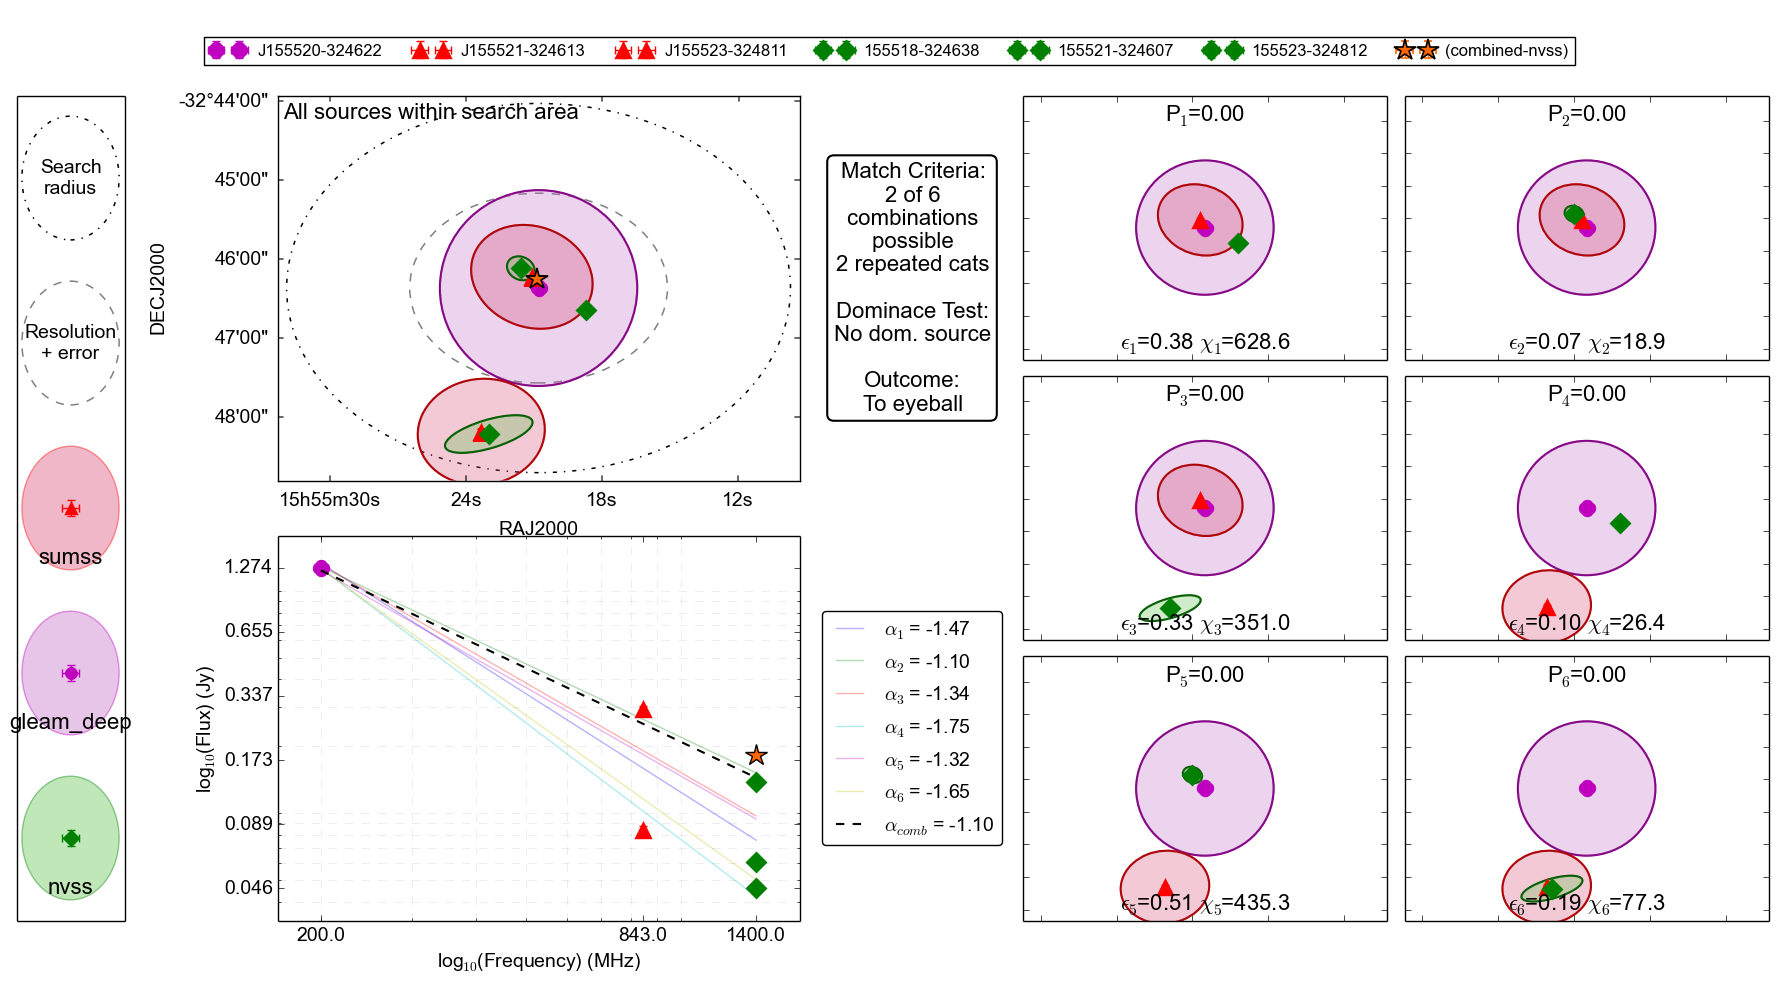 J155520-324622 J155521-324613 J155523-324811 155518-324638 155521-324607 155523-324812 (combined-nvss)
Search
radius
Resolution
+ error
sumss
gleam_deep
nvss
All sources within search area
-32°44'00"
45'00"
46'00"
47'00"
48'00"
DECJ2000
15h55m30s 24s 18s 12s
RAJ2000
Match Criteria:
2 of 6
combinations
possible
2 repeated cats
Dominace Test:
No dom. source
Outcome:
To eyeball
1.274
0.655
0.337
0.173
0.089
0.046
log₁₀(Flux) (Jy)
200.0 843.0 1400.0
log₁₀(Frequency) (MHz)
α₁ = -1.47
α₂ = -1.10
α₃ = -1.34
α₄ = -1.75
α₅ = -1.32
α₆ = -1.65
α_comb = -1.10
P₁=0.00
ϵ₁=0.38 χ₁=628.6
P₂=0.00
ϵ₂=0.07 χ₂=18.9
P₃=0.00
ϵ₃=0.33 χ₃=351.0
P₄=0.00
ϵ₄=0.10 χ₄=26.4
P₅=0.00
ϵ₅=0.51 χ₅=435.3
P₆=0.00
ϵ₆=0.19 χ₆=77.3